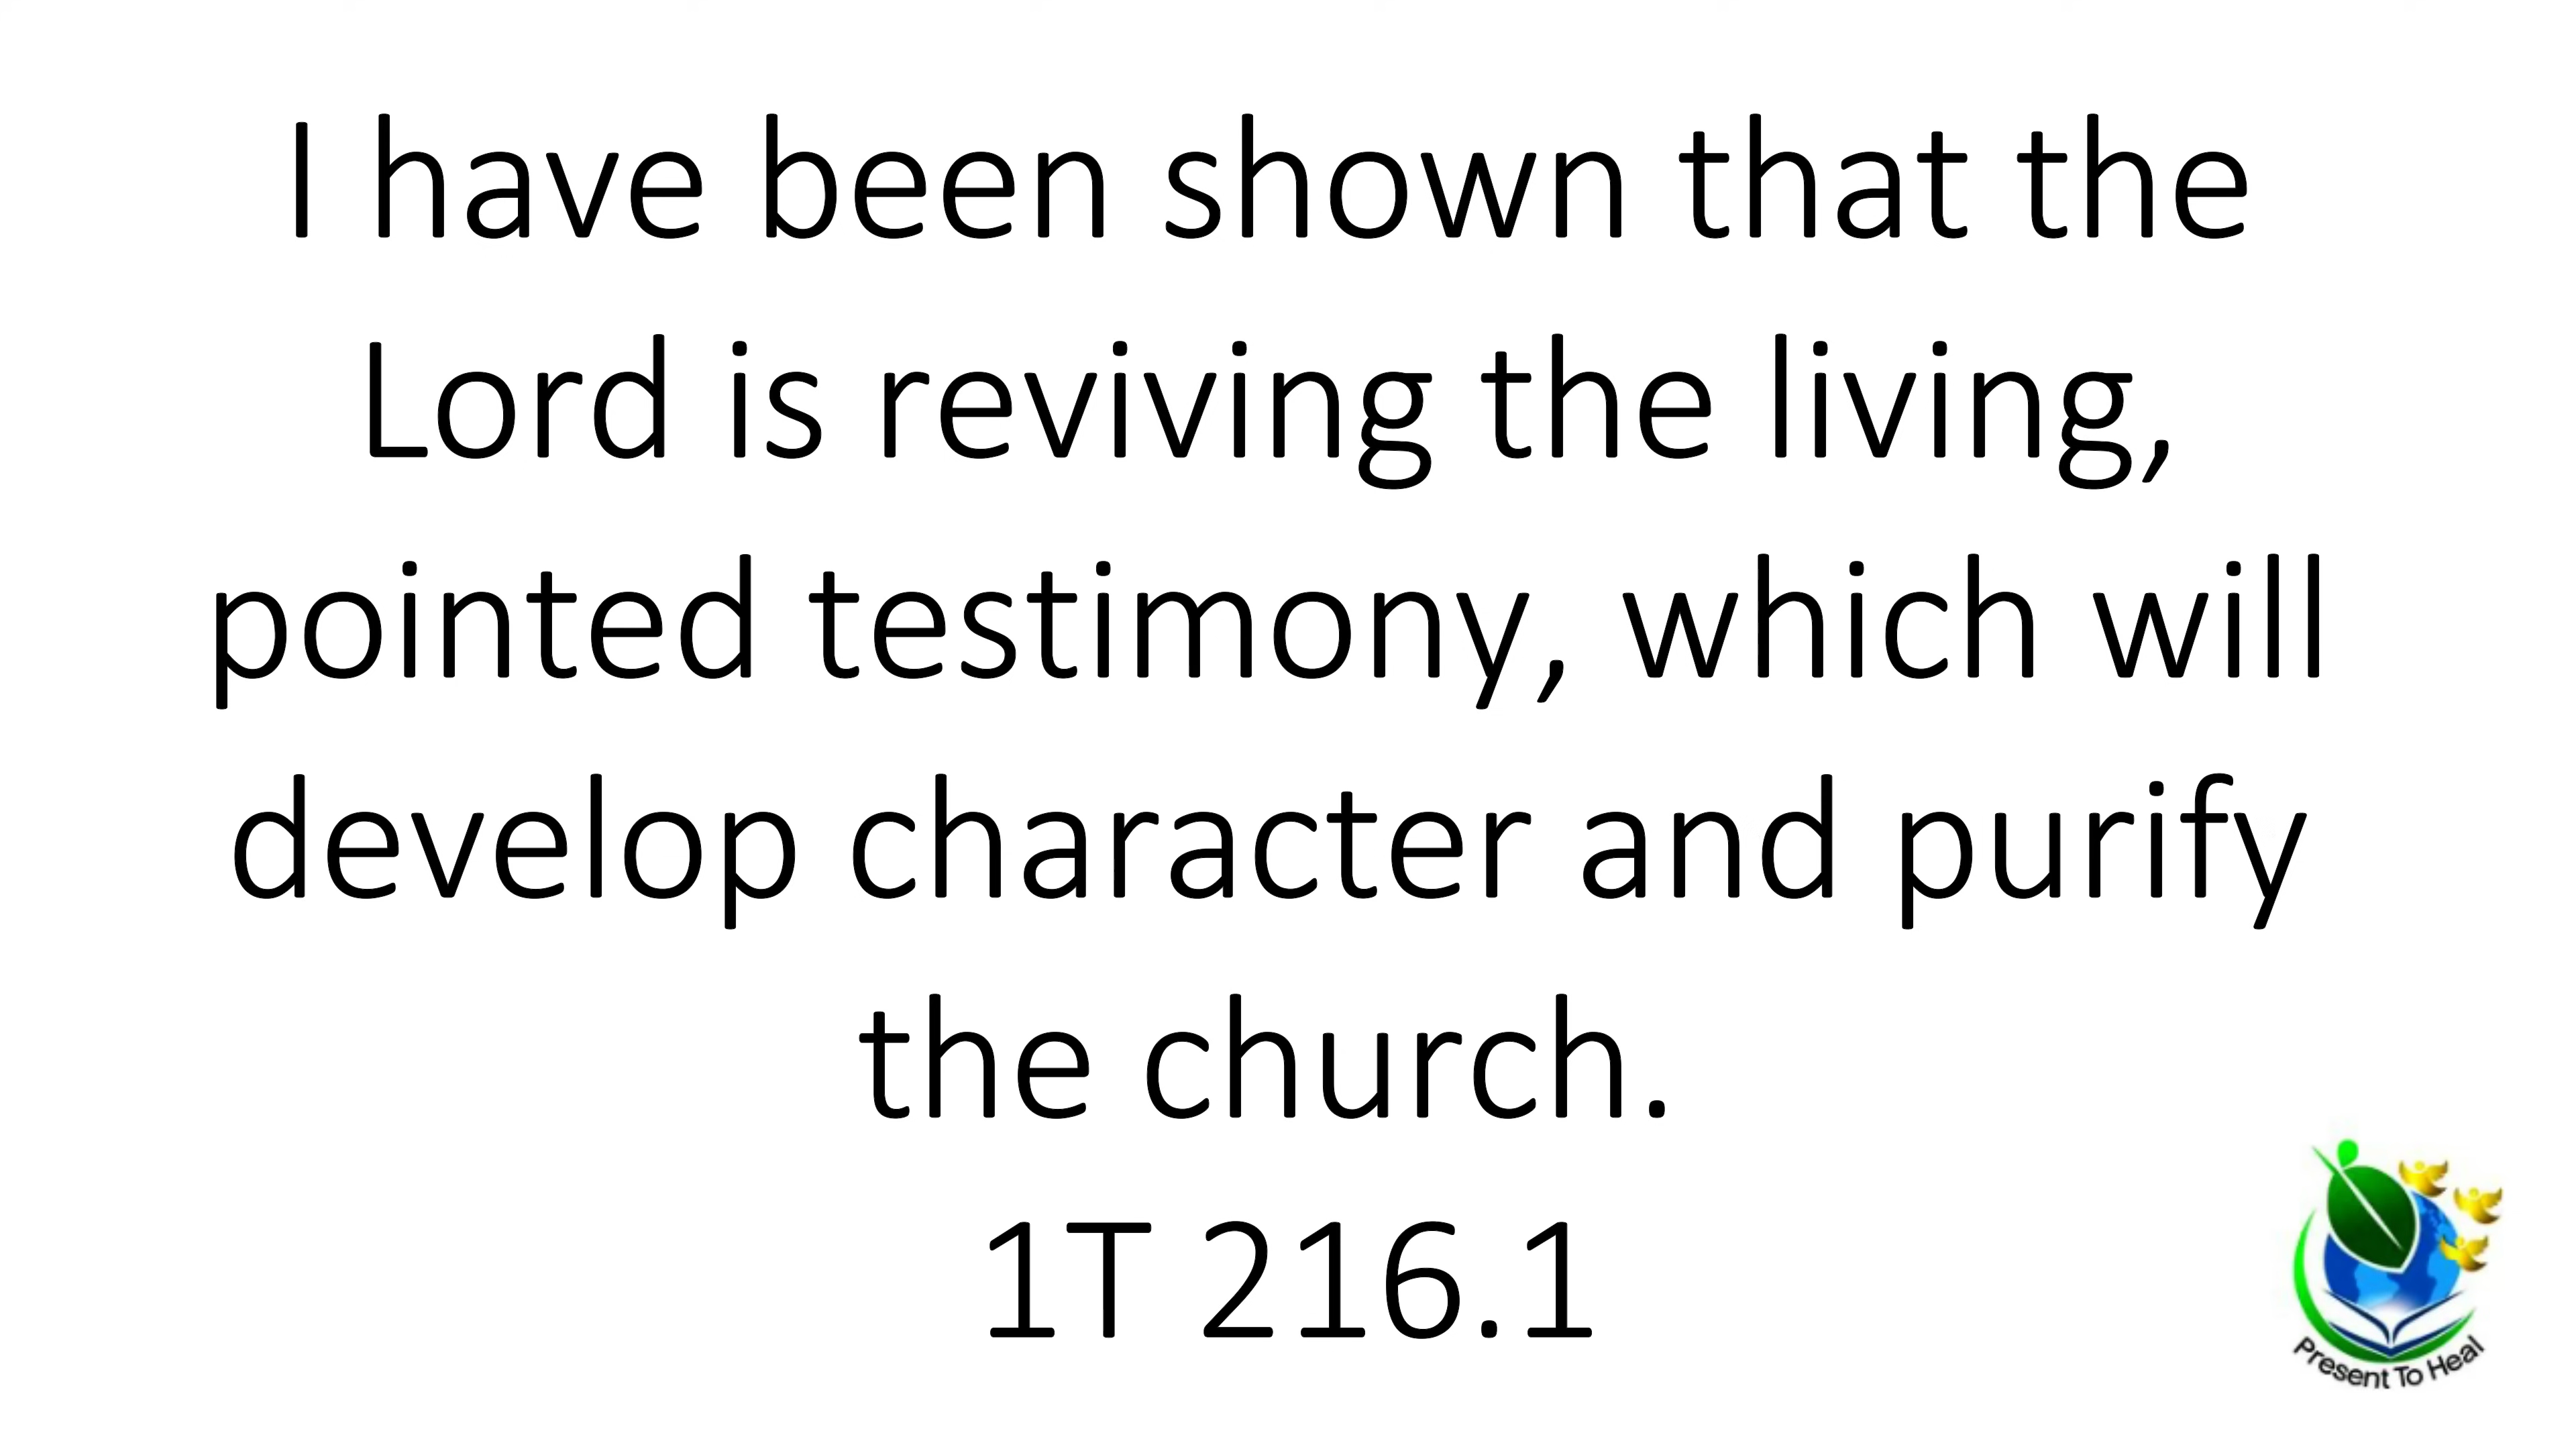 I have been shown that the
Lord is reviving the living,
pointed testimony, which will
develop character and purify
the church.
1T 216.1
Present To Heal